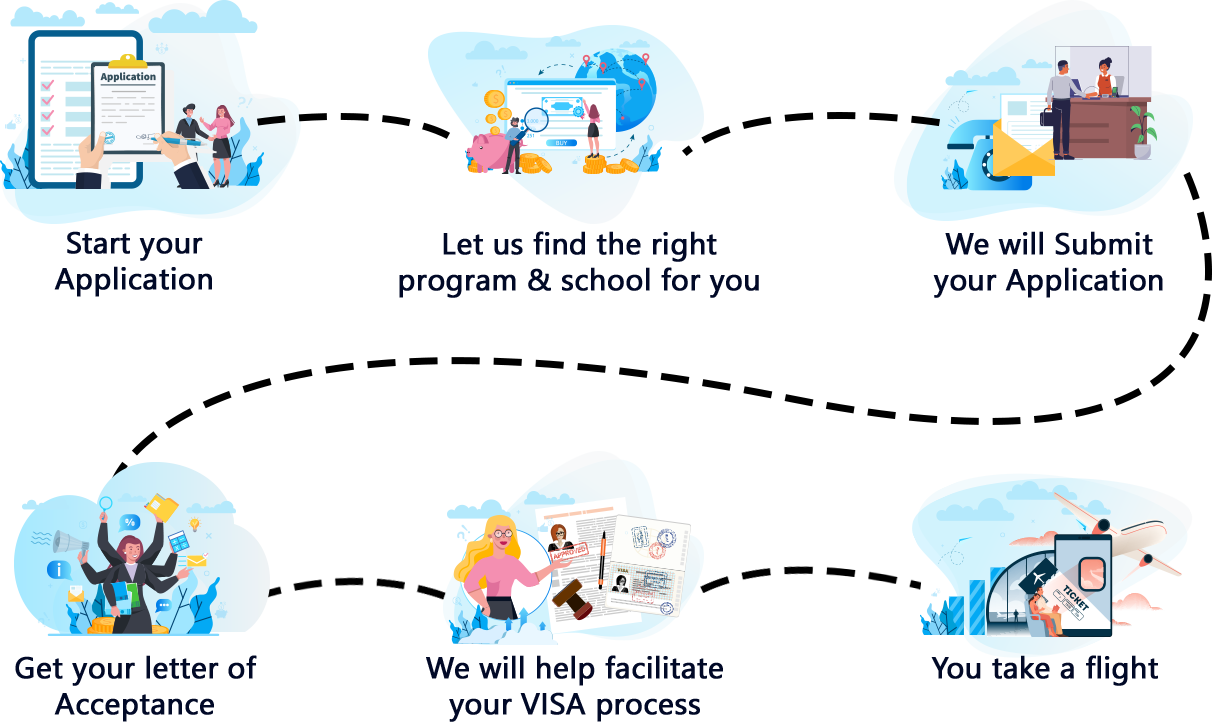 Application
Start your
Application
BUY
Let us find the right
program & school for you
We will Submit
your Application
%
i
Get your letter of
Acceptance
APPROVED
VISA
We will help facilitate
your VISA process
TICKET
You take a flight